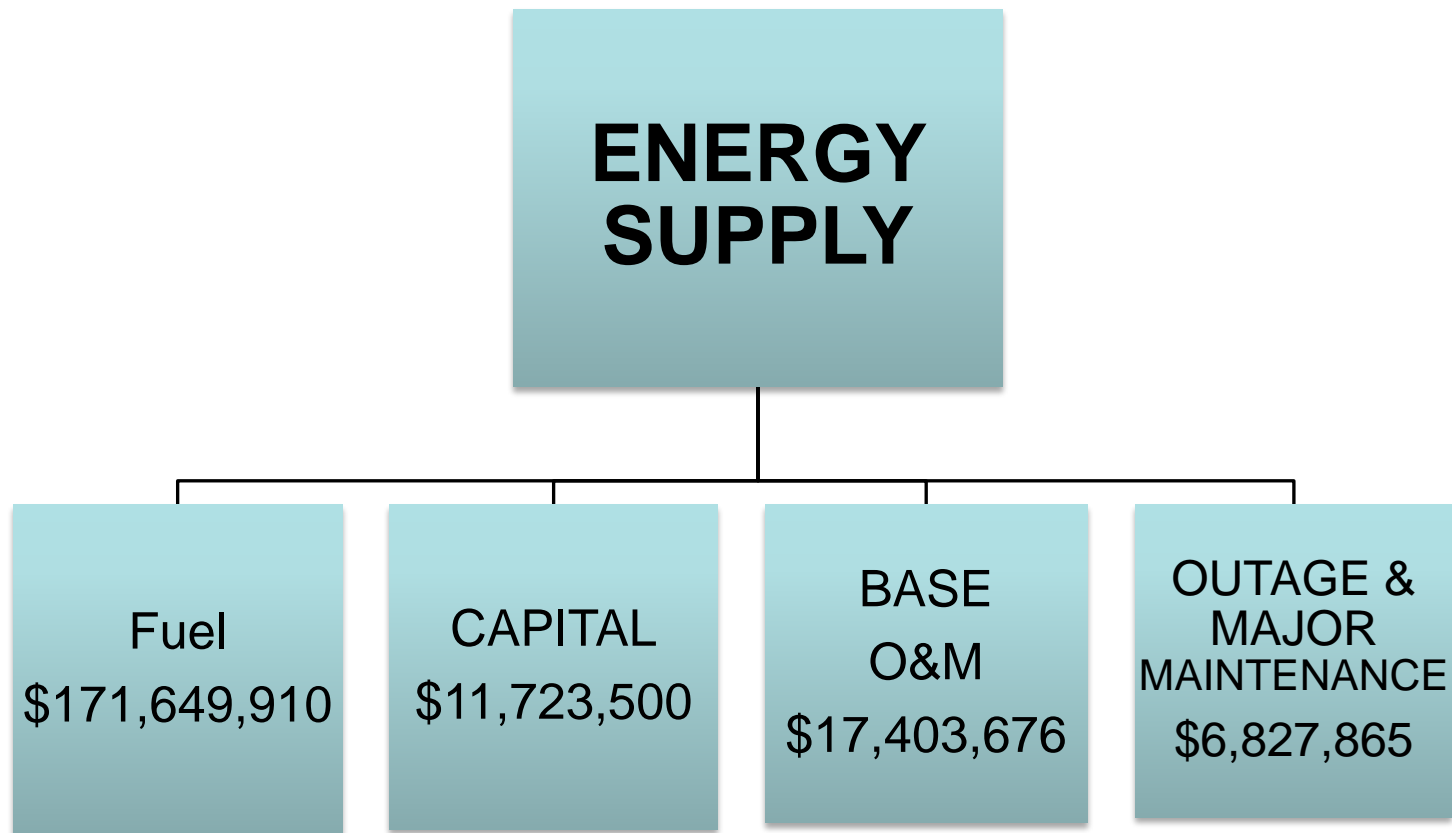 ENERGY
SUPPLY
Fuel
$171,649,910
CAPITAL
$11,723,500
BASE
O&M
$17,403,676
OUTAGE &
MAJOR
MAINTENANCE
$6,827,865